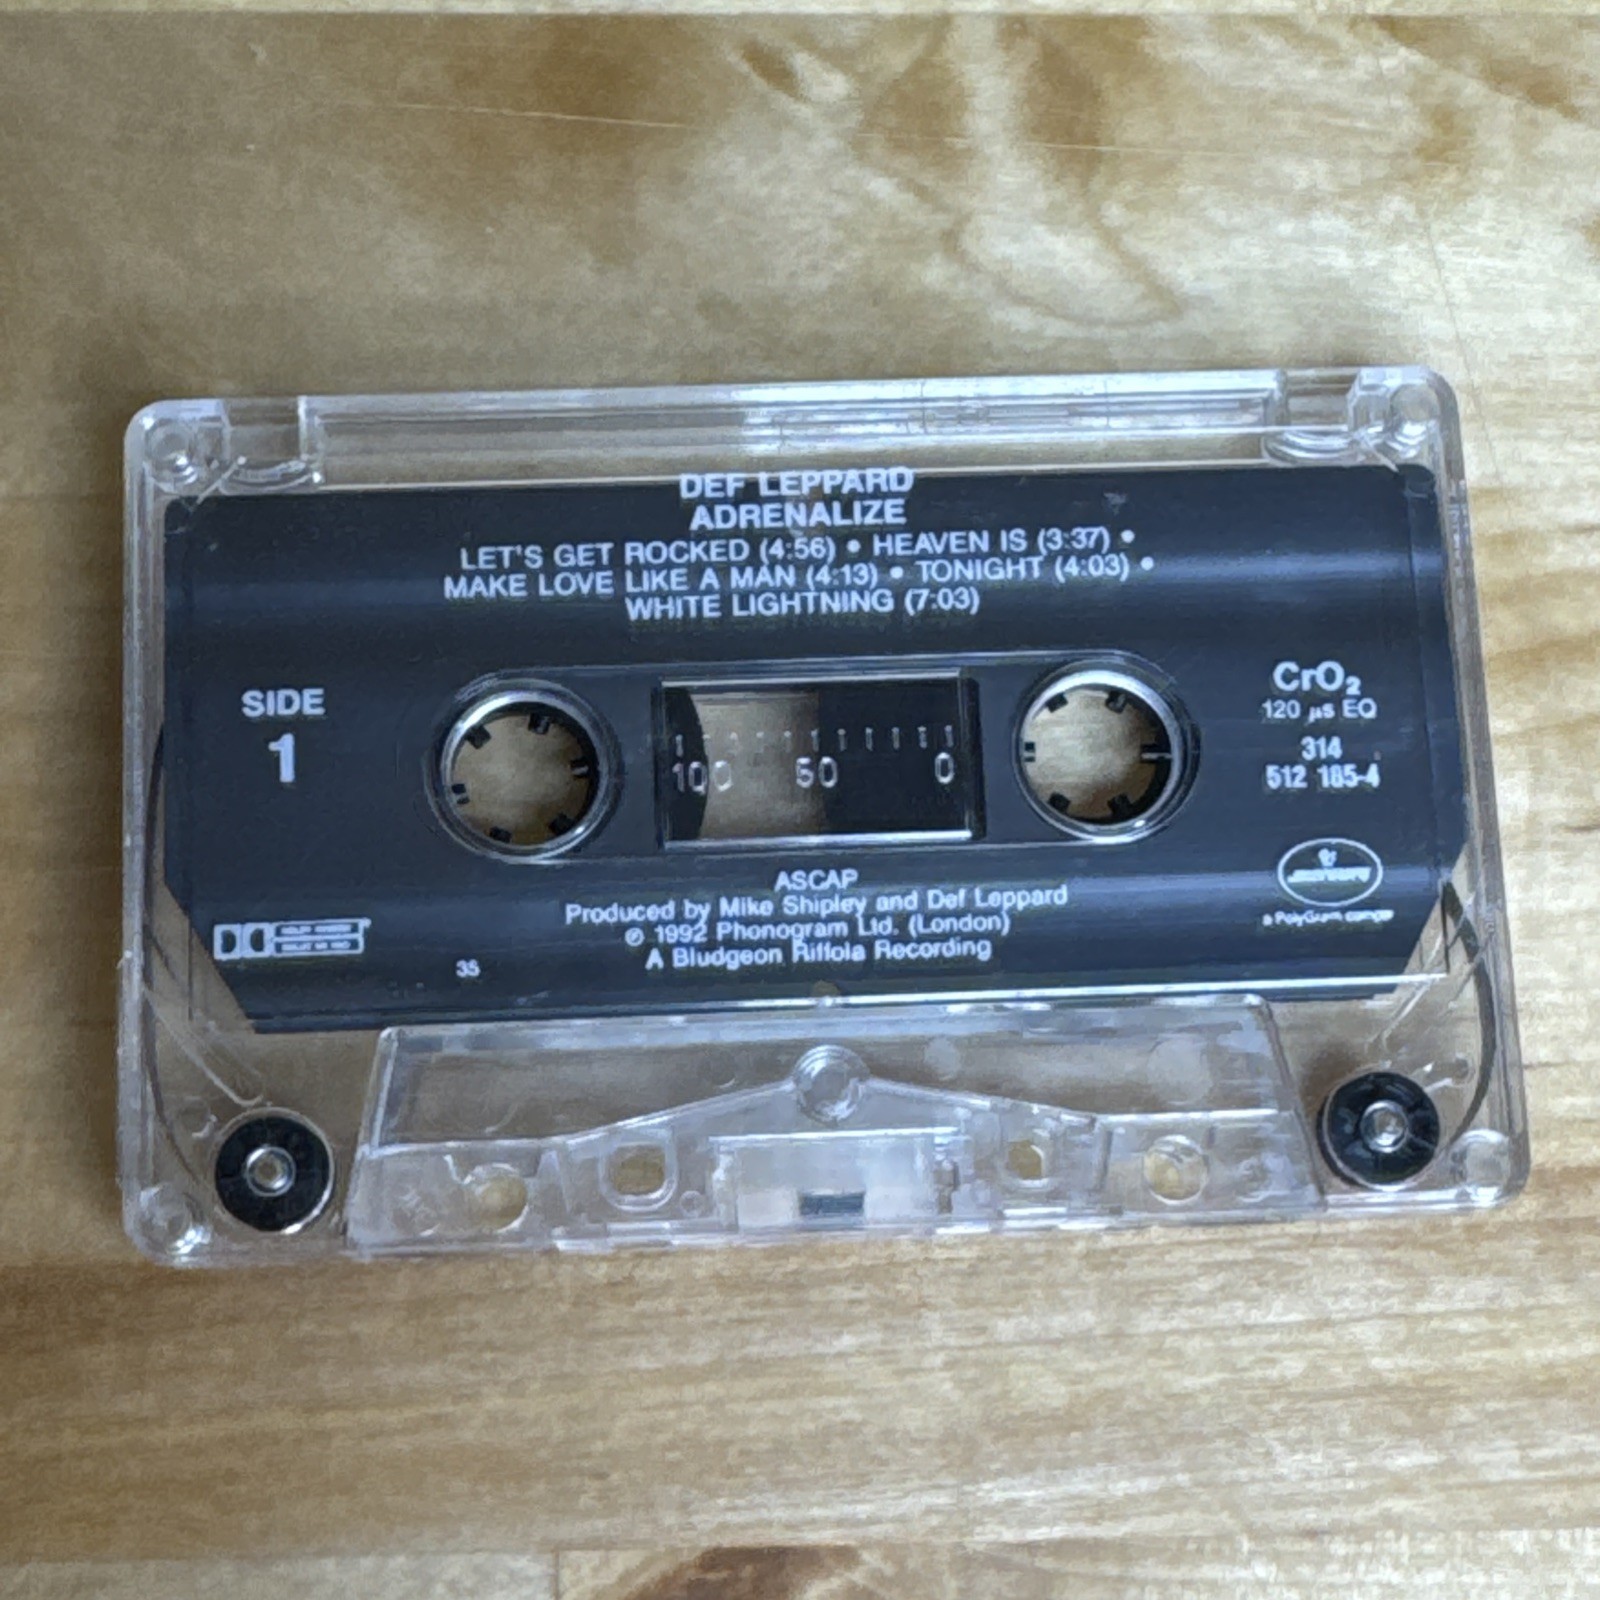 DEF LEPPARD
ADRENALIZE
LET'S GET ROCKED (4:56) • HEAVEN IS (3:37) •
MAKE LOVE LIKE A MAN (4:13) • TONIGHT (4:03) •
WHITE LIGHTNING (7:03)
SIDE
1
100 50 0
CrO₂
120 µs EQ
314
512 185-4
ASCAP
Produced by Mike Shipley and Def Leppard
℗ 1992 Phonogram Ltd. (London)
A Bludgeon Riffola Recording
35
a PolyGram